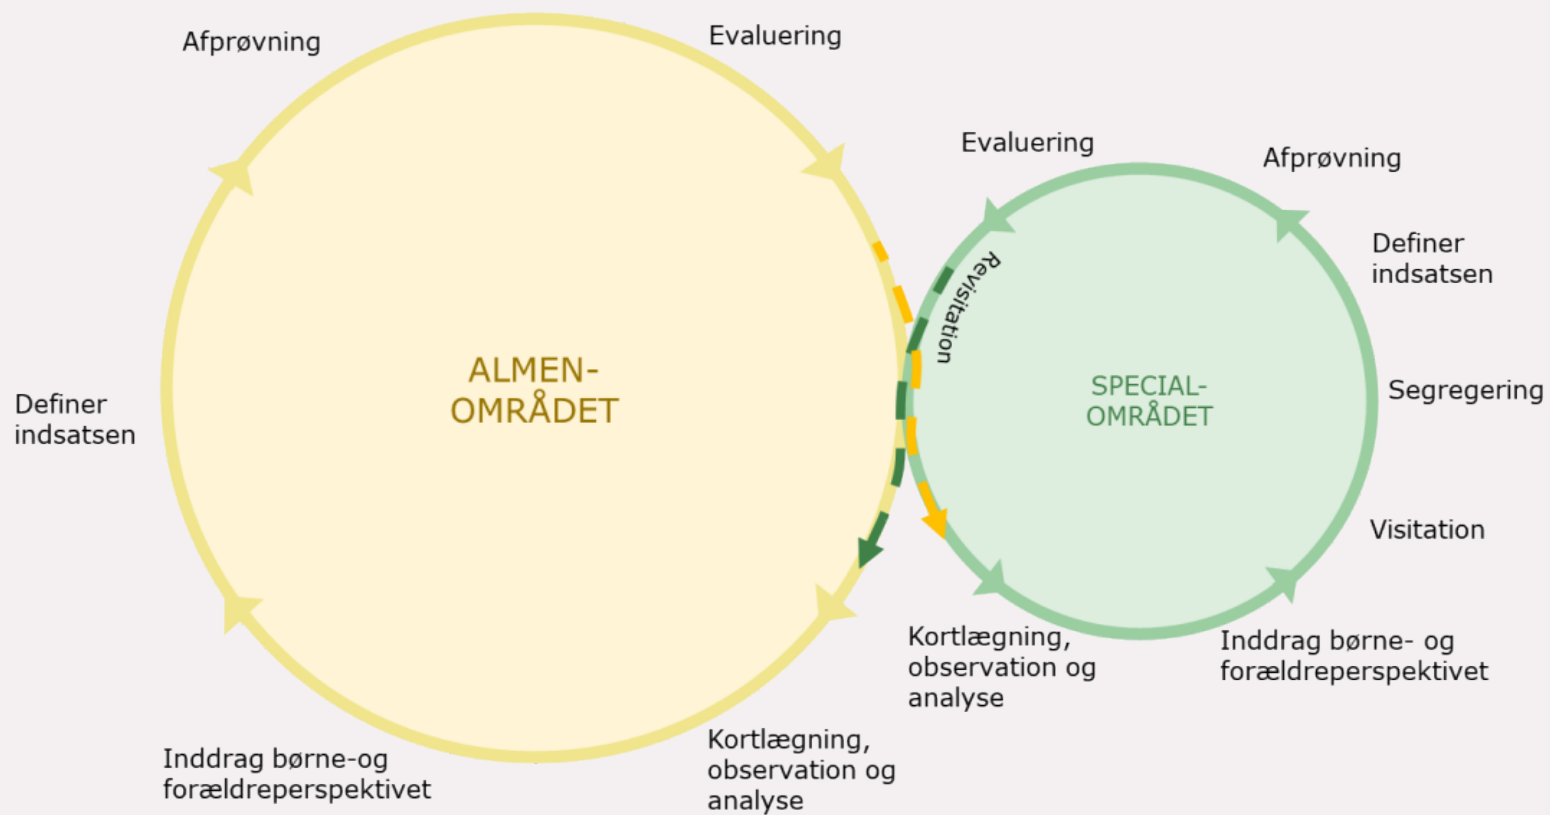 Afprøvning
Evaluering
ALMEN-
OMRÅDET
Definer
indsatsen
Inddrag børne-og
forældreperspektivet
Kortlægning,
observation og
analyse
Evaluering
Afprøvning
Definer
indsatsen
Revisitation
SPECIAL-
OMRÅDET
Segregering
Visitation
Kortlægning,
observation og
analyse
Inddrag børne- og
forældreperspektivet